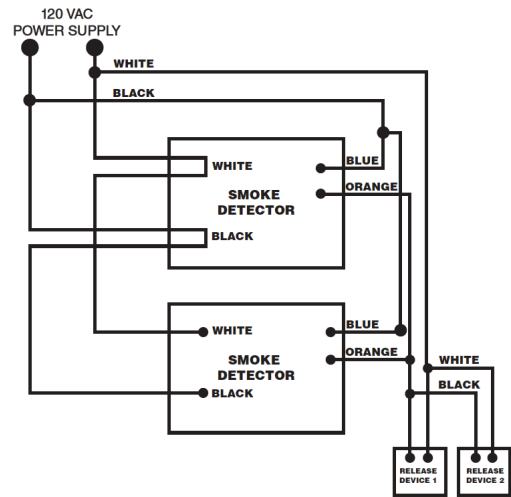 120 VAC
POWER SUPPLY
WHITE
BLACK
WHITE
BLUE
SMOKE
DETECTOR
ORANGE
BLACK
WHITE
BLUE
SMOKE
DETECTOR
ORANGE
BLACK
WHITE
BLACK
RELEASE
DEVICE 1
RELEASE
DEVICE 2